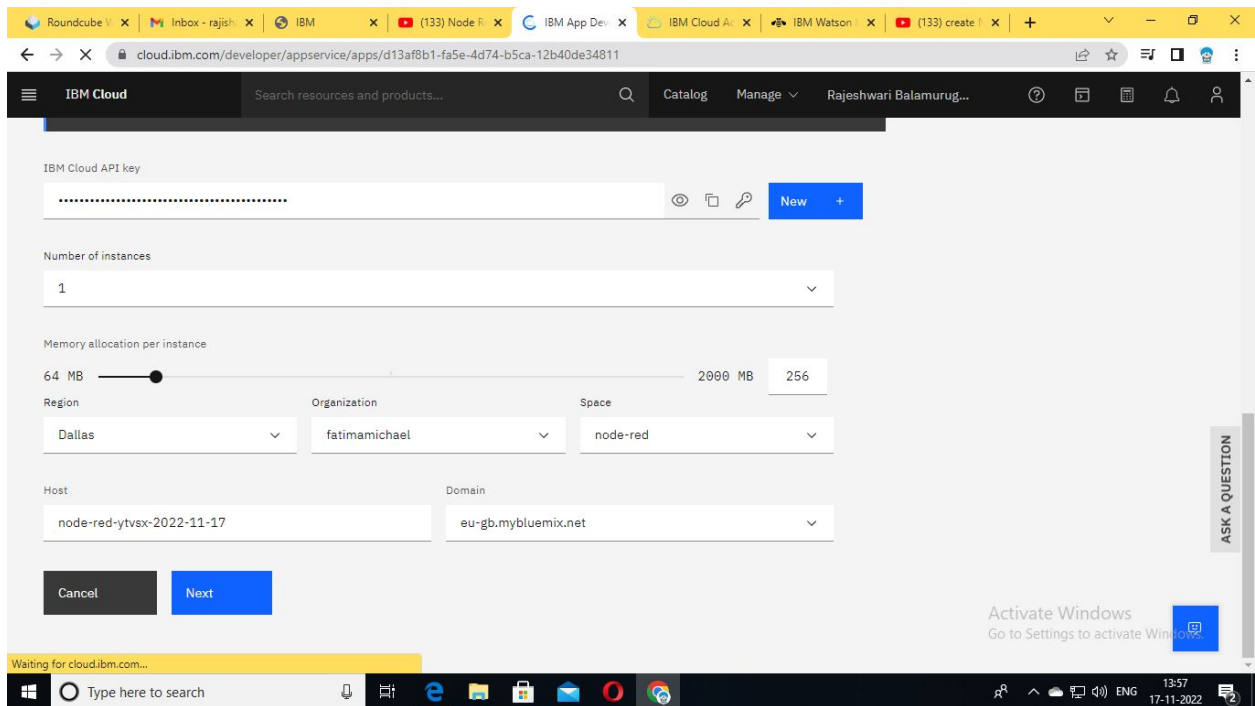 Roundcube W Inbox - rajish IBM (133) Node R IBM App Dev IBM Cloud Ac IBM Watson (133) create N
cloud.ibm.com/developer/appservice/apps/d13af8b1-fa5e-4d74-b5ca-12b40de34811
IBM Cloud Search resources and products... Catalog Manage Rajeshwari Balamurug...
IBM Cloud API key
New +
Number of instances
1
Memory allocation per instance
64 MB 2000 MB 256
Region Organization Space
Dallas fatimamichael node-red
Host Domain
node-red-ytvsx-2022-11-17 eu-gb.mybluemix.net
ASK A QUESTION
Cancel Next
Activate Windows
Go to Settings to activate Windows.
Waiting for cloud.ibm.com...
Type here to search ENG 13:57
17-11-2022 2